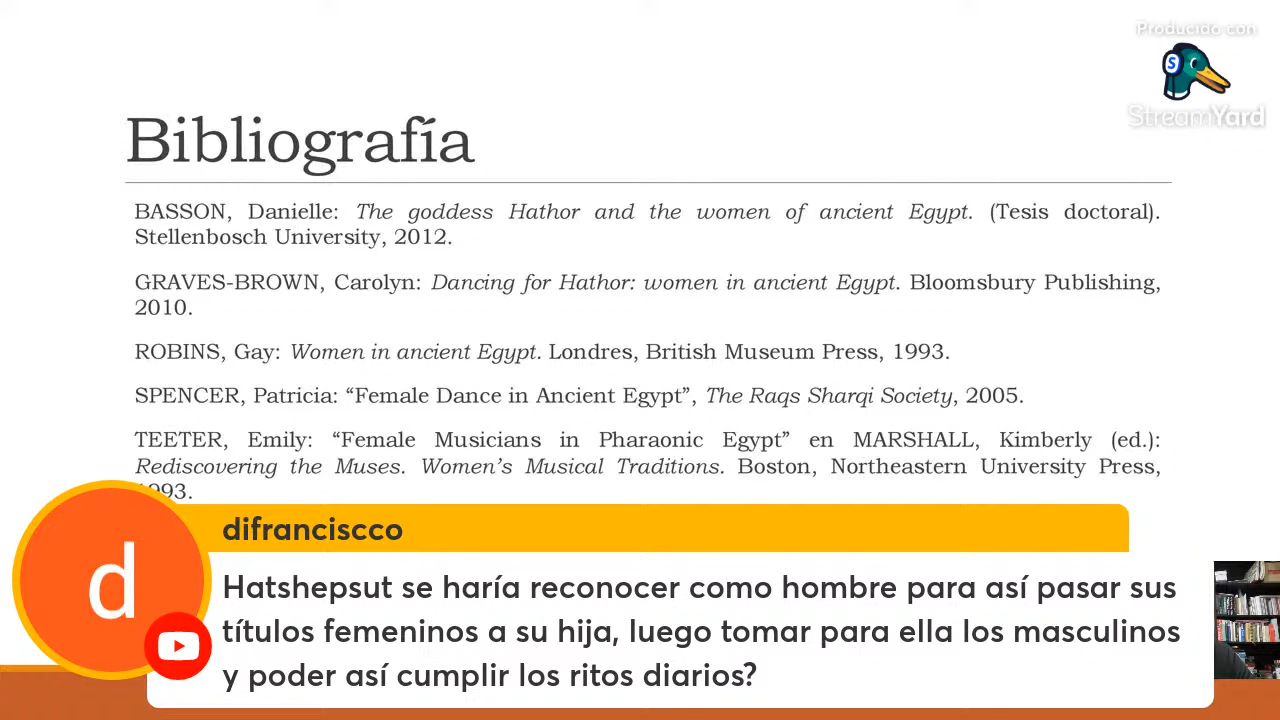 Producido con
StreamYard
Bibliografía
BASSON, Danielle: The goddess Hathor and the women of ancient Egypt. (Tesis doctoral).
Stellenbosch University, 2012.
GRAVES-BROWN, Carolyn: Dancing for Hathor: women in ancient Egypt. Bloomsbury Publishing,
2010.
ROBINS, Gay: Women in ancient Egypt. Londres, British Museum Press, 1993.
SPENCER, Patricia: “Female Dance in Ancient Egypt”, The Raqs Sharqi Society, 2005.
TEETER, Emily: “Female Musicians in Pharaonic Egypt” en MARSHALL, Kimberly (ed.):
Rediscovering the Muses. Women’s Musical Traditions. Boston, Northeastern University Press,
1993.
d
difranciscco
Hatshepsut se haría reconocer como hombre para así pasar sus
títulos femeninos a su hija, luego tomar para ella los masculinos
y poder así cumplir los ritos diarios?